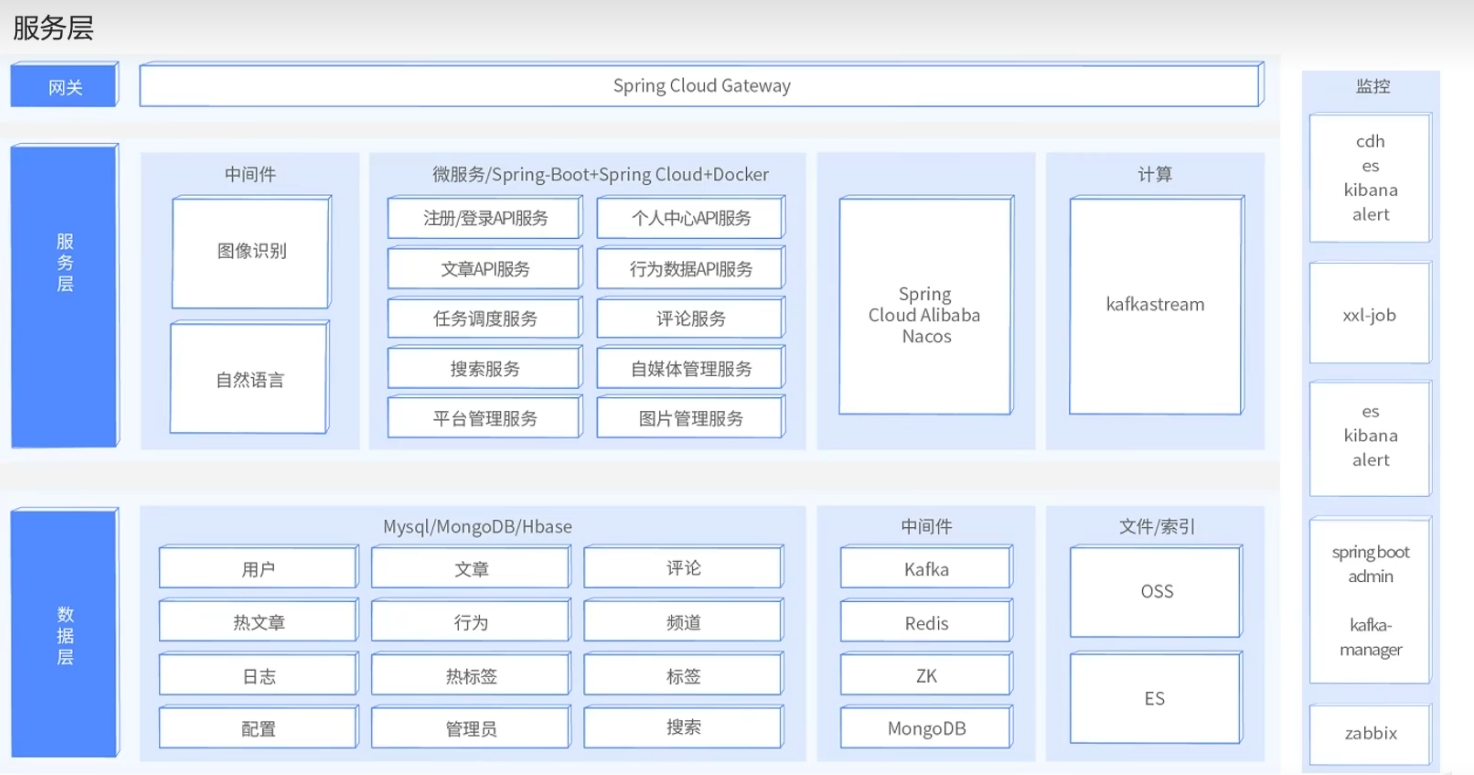 服务层
网关
Spring Cloud Gateway
服
务
层
中间件
图像识别
自然语言
微服务/Spring-Boot+Spring Cloud+Docker
注册/登录API服务
个人中心API服务
文章API服务
行为数据API服务
任务调度服务
评论服务
搜索服务
自媒体管理服务
平台管理服务
图片管理服务
Spring
Cloud Alibaba
Nacos
计算
kafkastream
数
据
层
Mysql/MongoDB/Hbase
用户
文章
评论
热文章
行为
频道
日志
热标签
标签
配置
管理员
搜索
中间件
Kafka
Redis
ZK
MongoDB
文件/索引
OSS
ES
监控
cdh
es
kibana
alert
xxl-job
es
kibana
alert
spring boot
admin
kafka-
manager
zabbix